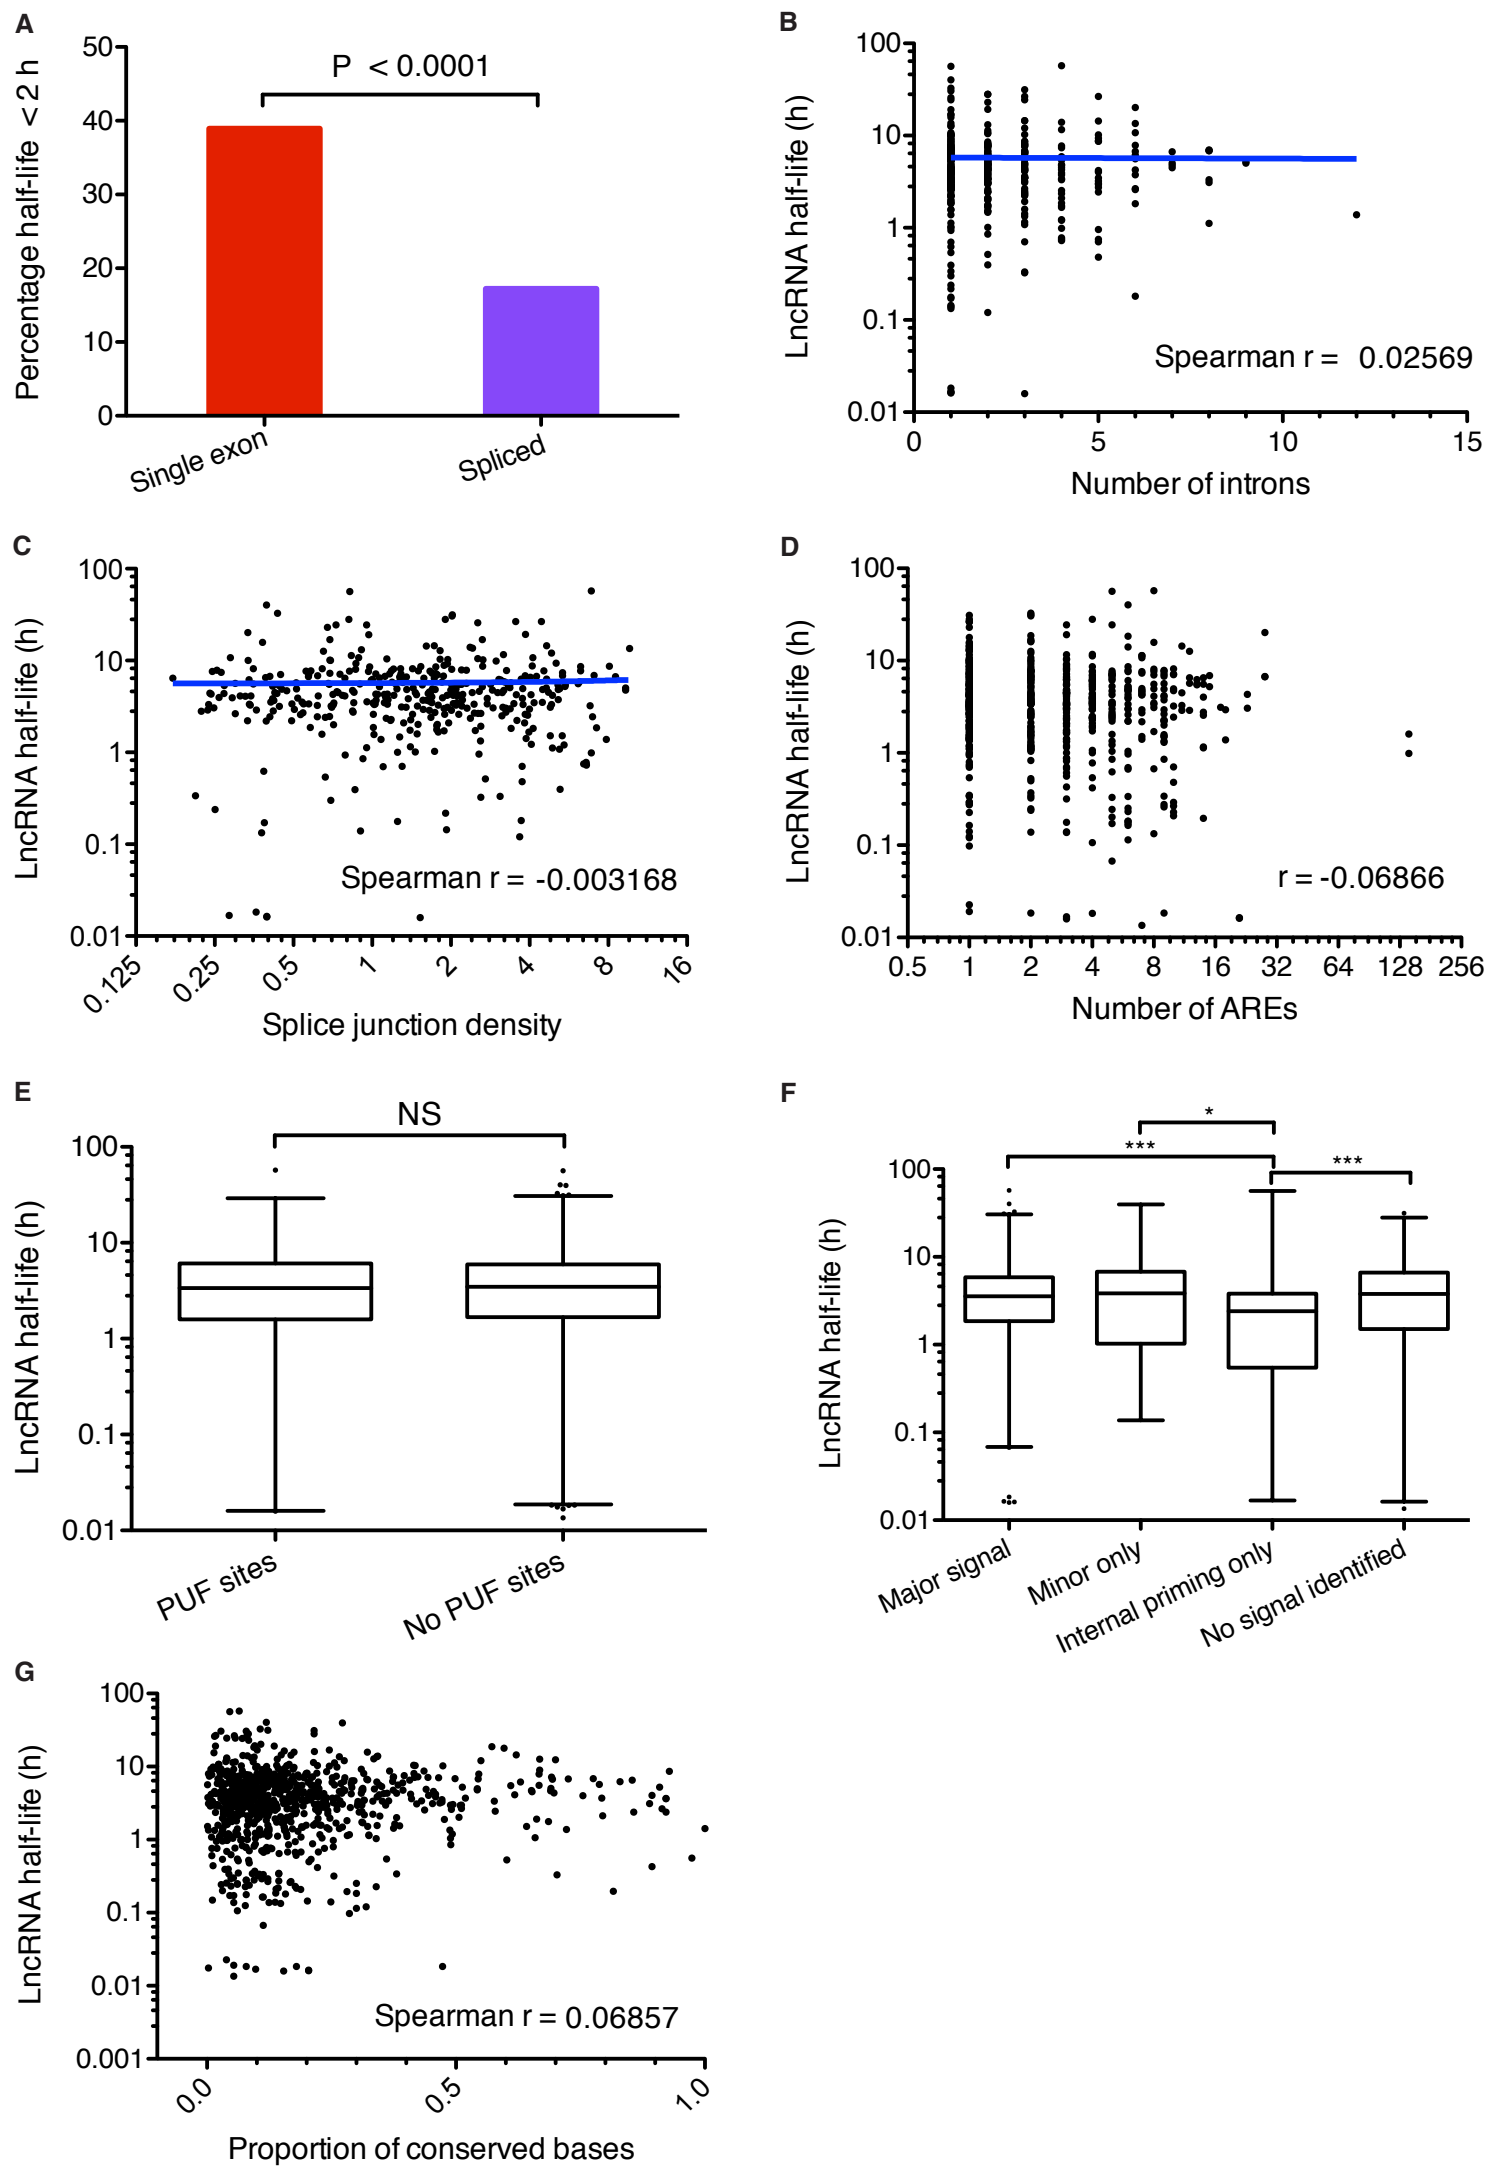 A
Percentage half-life < 2 h
50
40
30
20
10
0
P < 0.0001
Single exon
Spliced
B
LncRNA half-life (h)
100
10
1
0.1
0.01
Spearman r = 0.02569
0
5
10
15
Number of introns
C
LncRNA half-life (h)
100
10
1
0.1
0.01
Spearman r = -0.003168
0.125
0.25
0.5
1
2
4
8
16
Splice junction density
D
LncRNA half-life (h)
100
10
1
0.1
0.01
r = -0.06866
0.5
1
2
4
8
16
32
64
128
256
Number of AREs
E
LncRNA half-life (h)
100
10
1
0.1
0.01
NS
PUF sites
No PUF sites
F
LncRNA half-life (h)
100
10
1
0.1
0.01
*
***
***
Major signal
Minor only
Internal priming only
No signal identified
G
LncRNA half-life (h)
100
10
1
0.1
0.01
0.001
Spearman r = 0.06857
0.0
0.5
1.0
Proportion of conserved bases